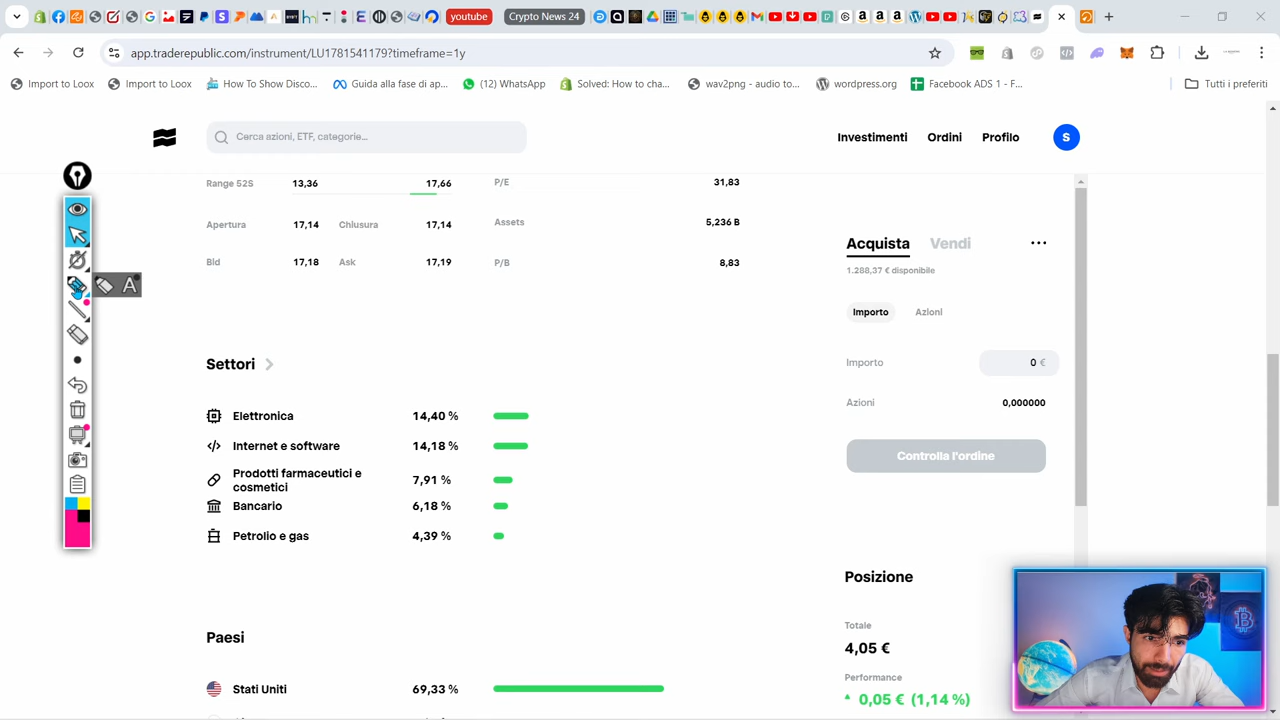 youtube
Crypto News 24
app.traderepublic.com/instrument/LU1781541179?timeframe=1y
Import to Loox
Import to Loox
How To Show Disco...
Guida alla fase di ap...
(12) WhatsApp
Solved: How to cha...
wav2png - audio to...
wordpress.org
Facebook ADS 1 - F...
Tutti i preferiti
Cerca azioni, ETF, categorie...
Investimenti
Ordini
Profilo
S
Range 52S 13,36 17,66
P/E 31,83
Apertura 17,14 Chiusura 17,14
Assets 5,236 B
Bid 17,18 Ask 17,19
P/B 8,83
A
Settori
Elettronica 14,40 %
Internet e software 14,18 %
Prodotti farmaceutici e
cosmetici 7,91 %
Bancario 6,18 %
Petrolio e gas 4,39 %
Paesi
Stati Uniti 69,33 %
Acquista Vendi
1.288,37 € disponibile
Importo Azioni
Importo 0 €
Azioni 0,000000
Controlla l'ordine
Posizione
Totale
4,05 €
Performance
0,05 € (1,14 %)